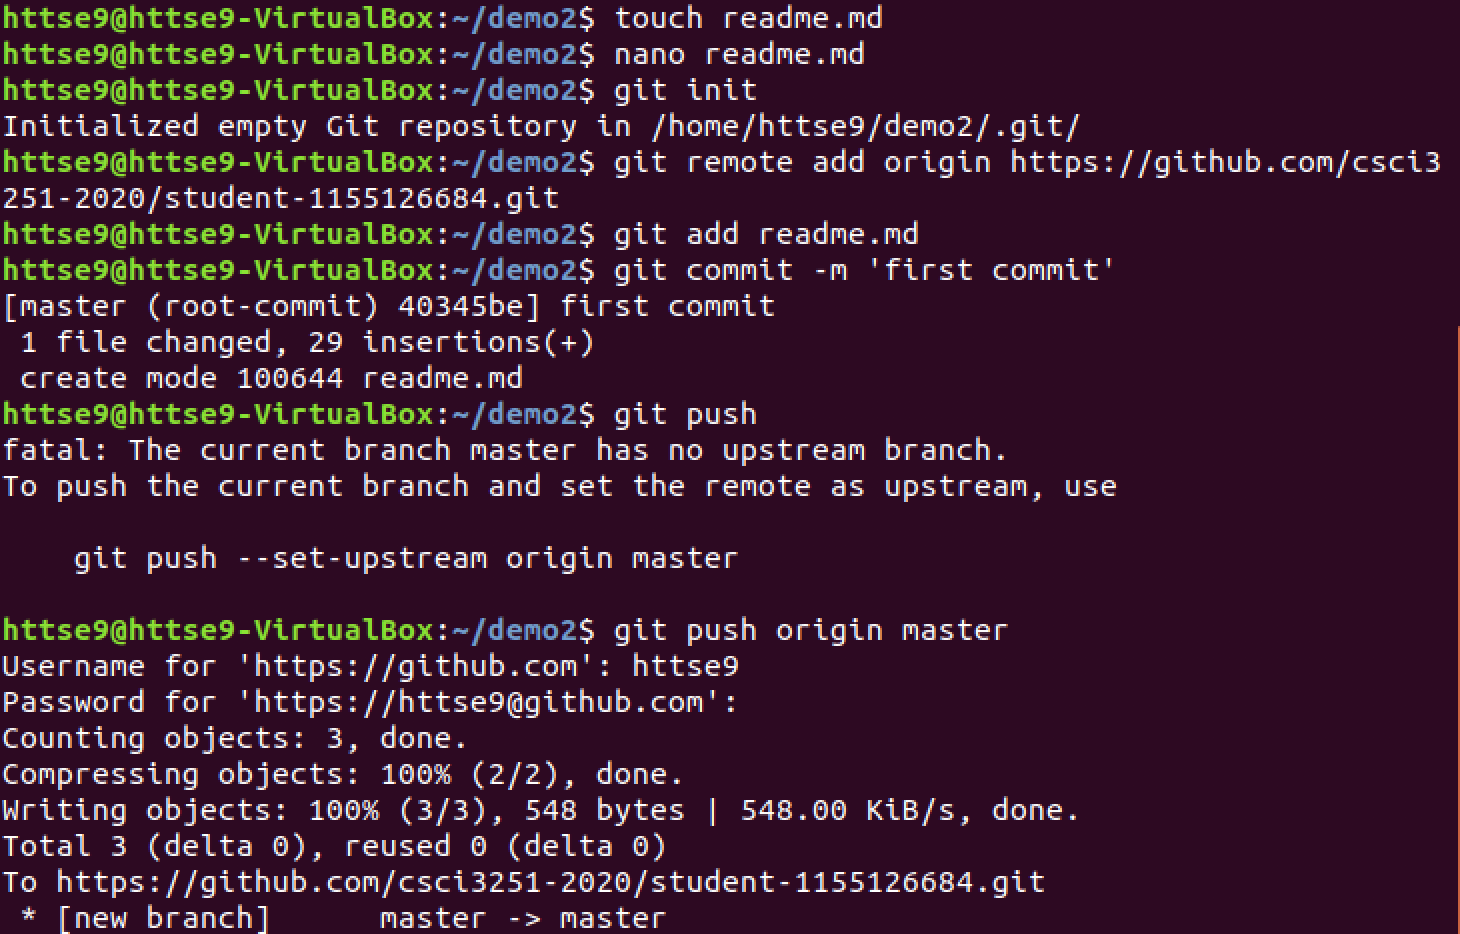 httse9@httse9-VirtualBox:~/demo2$ touch readme.md
httse9@httse9-VirtualBox:~/demo2$ nano readme.md
httse9@httse9-VirtualBox:~/demo2$ git init
Initialized empty Git repository in /home/httse9/demo2/.git/
httse9@httse9-VirtualBox:~/demo2$ git remote add origin https://github.com/csci3
251-2020/student-1155126684.git
httse9@httse9-VirtualBox:~/demo2$ git add readme.md
httse9@httse9-VirtualBox:~/demo2$ git commit -m 'first commit'
[master (root-commit) 40345be] first commit
 1 file changed, 29 insertions(+)
 create mode 100644 readme.md
httse9@httse9-VirtualBox:~/demo2$ git push
fatal: The current branch master has no upstream branch.
To push the current branch and set the remote as upstream, use

    git push --set-upstream origin master

httse9@httse9-VirtualBox:~/demo2$ git push origin master
Username for 'https://github.com': httse9
Password for 'https://httse9@github.com':
Counting objects: 3, done.
Compressing objects: 100% (2/2), done.
Writing objects: 100% (3/3), 548 bytes | 548.00 KiB/s, done.
Total 3 (delta 0), reused 0 (delta 0)
To https://github.com/csci3251-2020/student-1155126684.git
 * [new branch]      master -> master